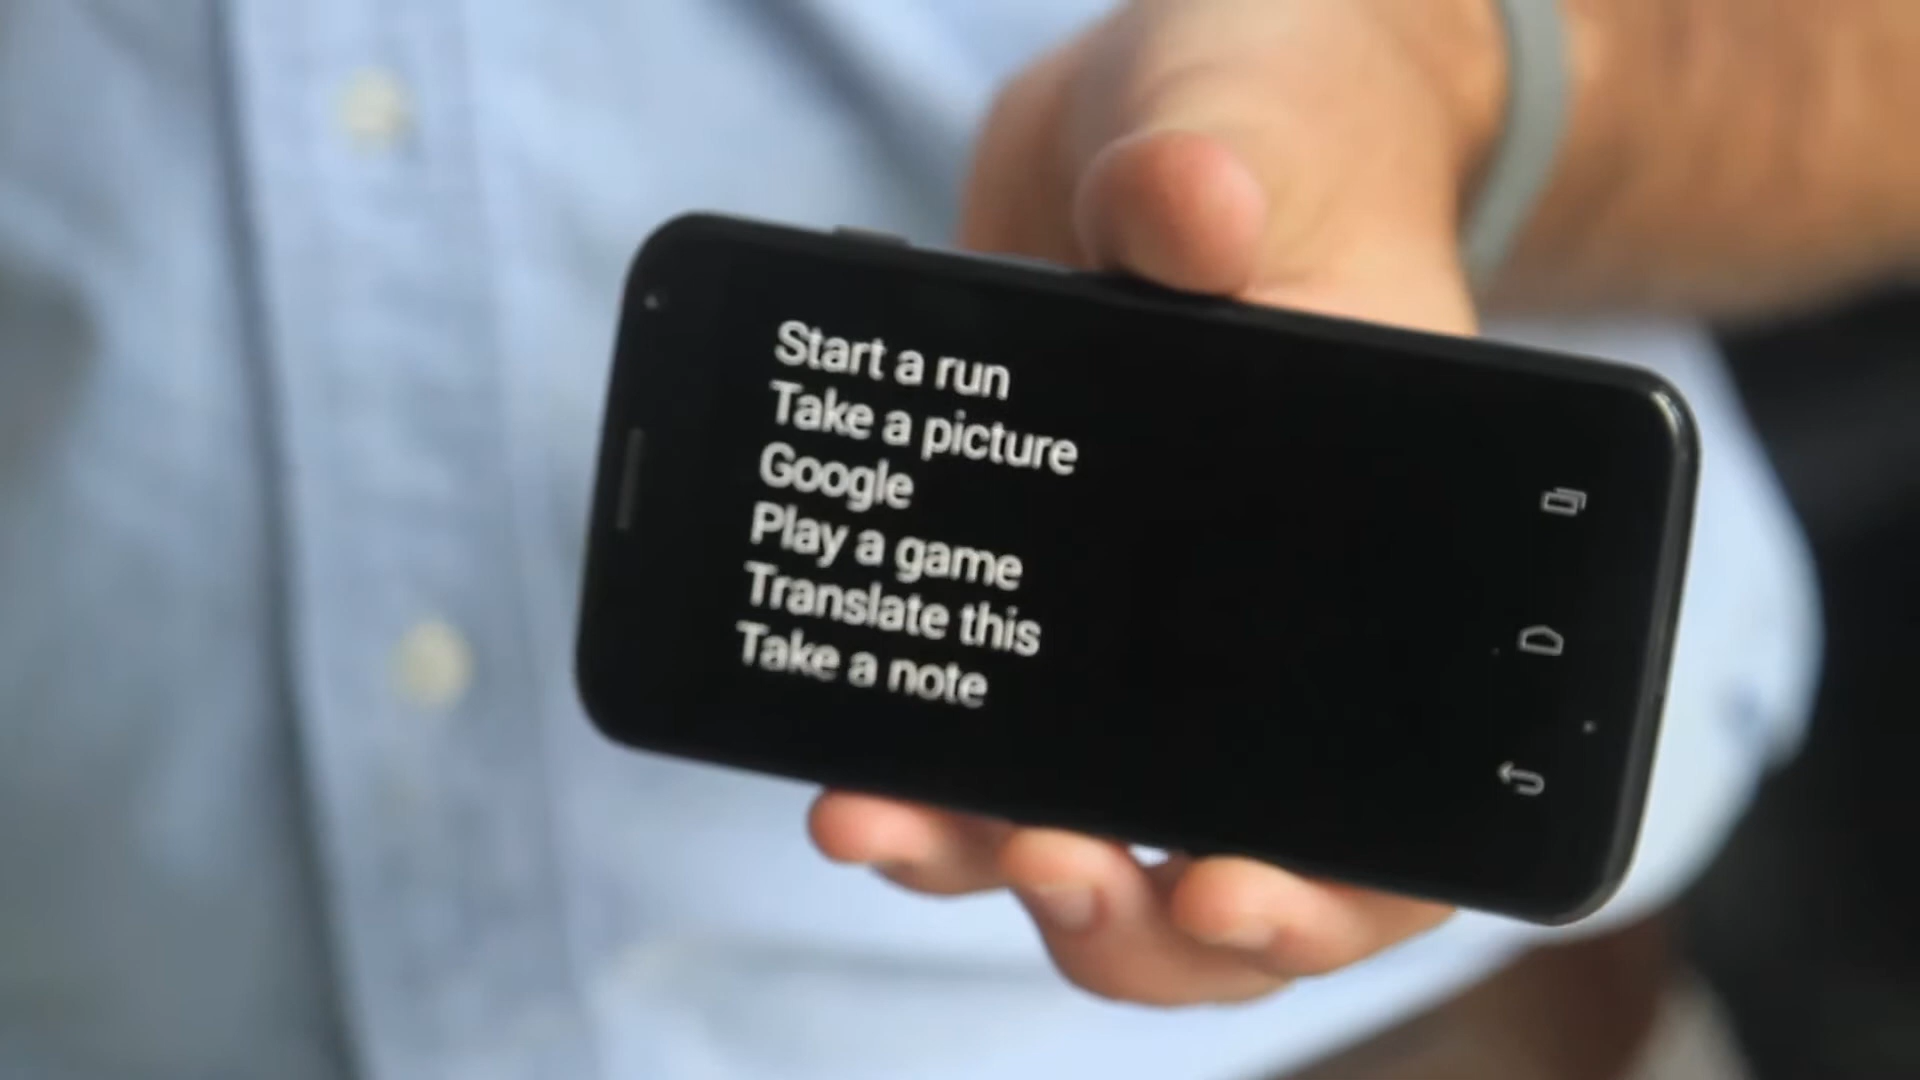 Start a run
Take a picture
Google
Play a game
Translate this
Take a note